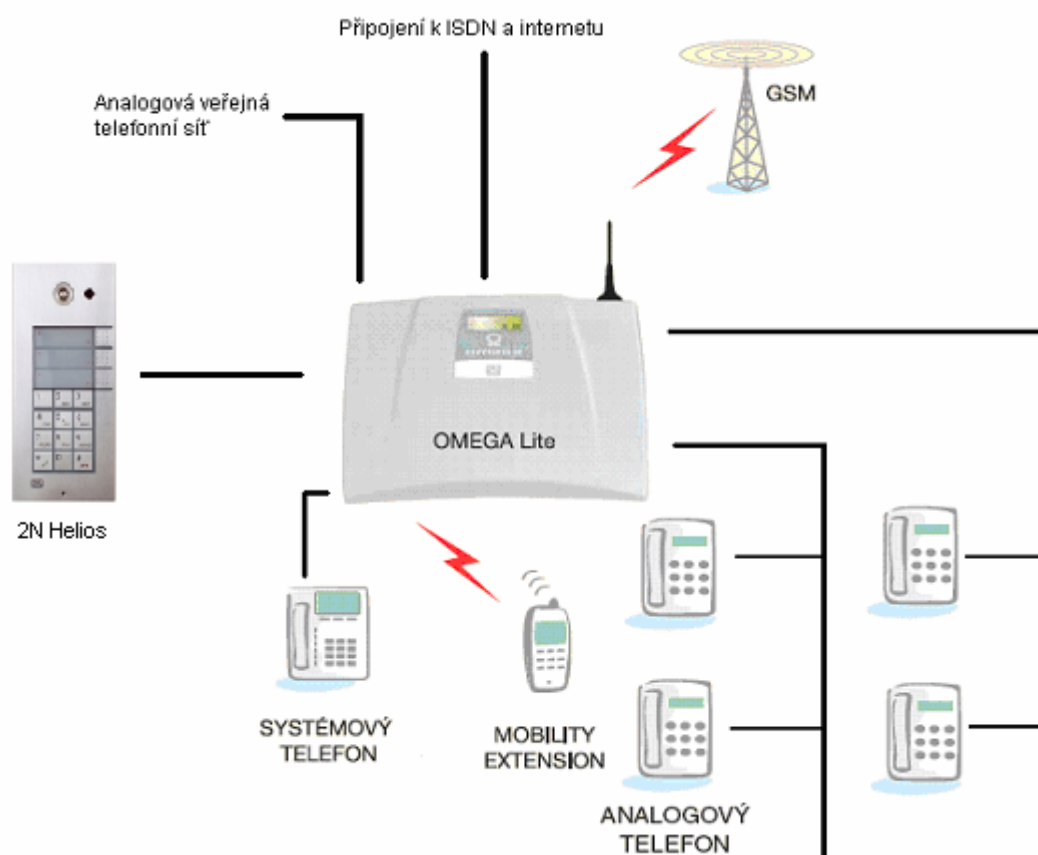 Připojení k ISDN a internetu
GSM
Analogová veřejná
telefonní síť
OMEGA Lite
2N Helios
SYSTÉMOVÝ
TELEFON
MOBILITY
EXTENSION
ANALOGOVÝ
TELEFON